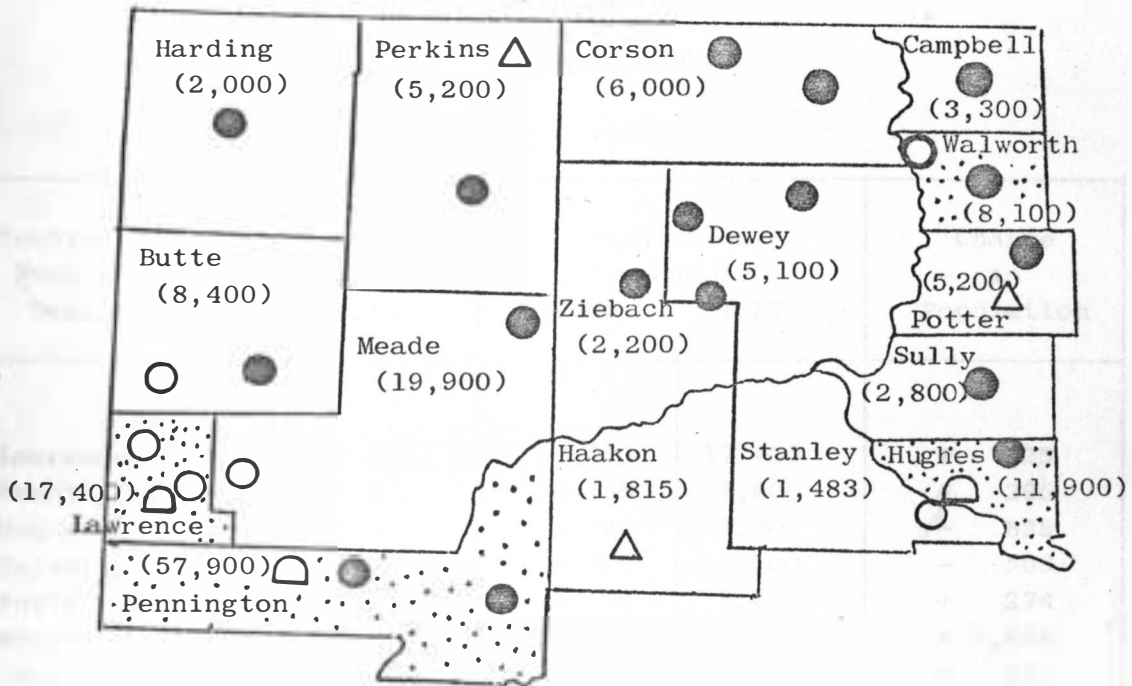 Harding
(2,000)
Perkins
(5,200)
Corson
(6,000)
Campbell
(3,300)
Walworth
(8,100)
Butte
(8,400)
Dewey
(5,100)
(5,200)
Potter
Ziebach
(2,200)
Meade
(19,900)
Sully
(2,800)
Haakon
(1,815)
Stanley
(1,483)
Hughes
(11,900)
(17,400)
Lawrence
(57,900)
Pennington
274